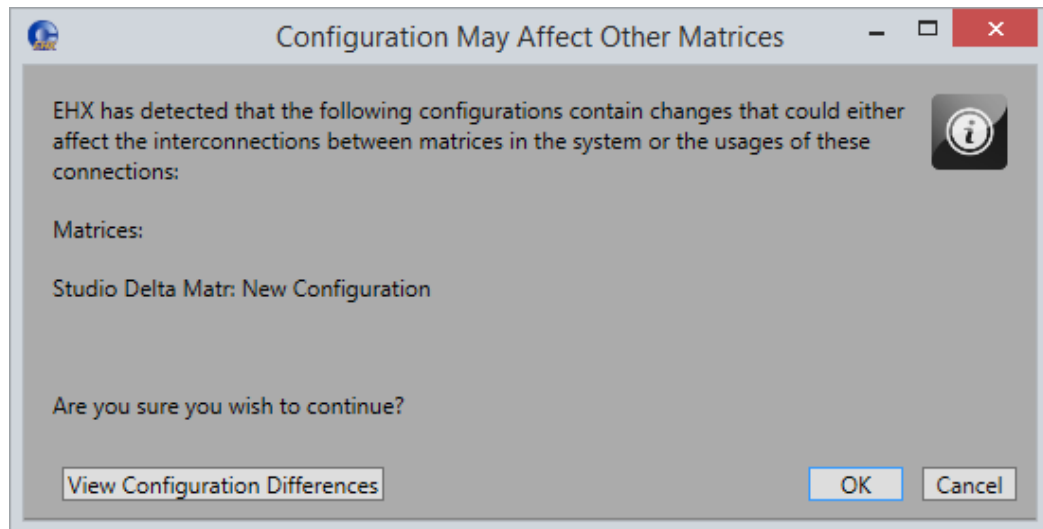 Configuration May Affect Other Matrices
EHX has detected that the following configurations contain changes that could either
affect the interconnections between matrices in the system or the usages of these
connections:
Matrices:
Studio Delta Matr: New Configuration
Are you sure you wish to continue?
View Configuration Differences
OK
Cancel